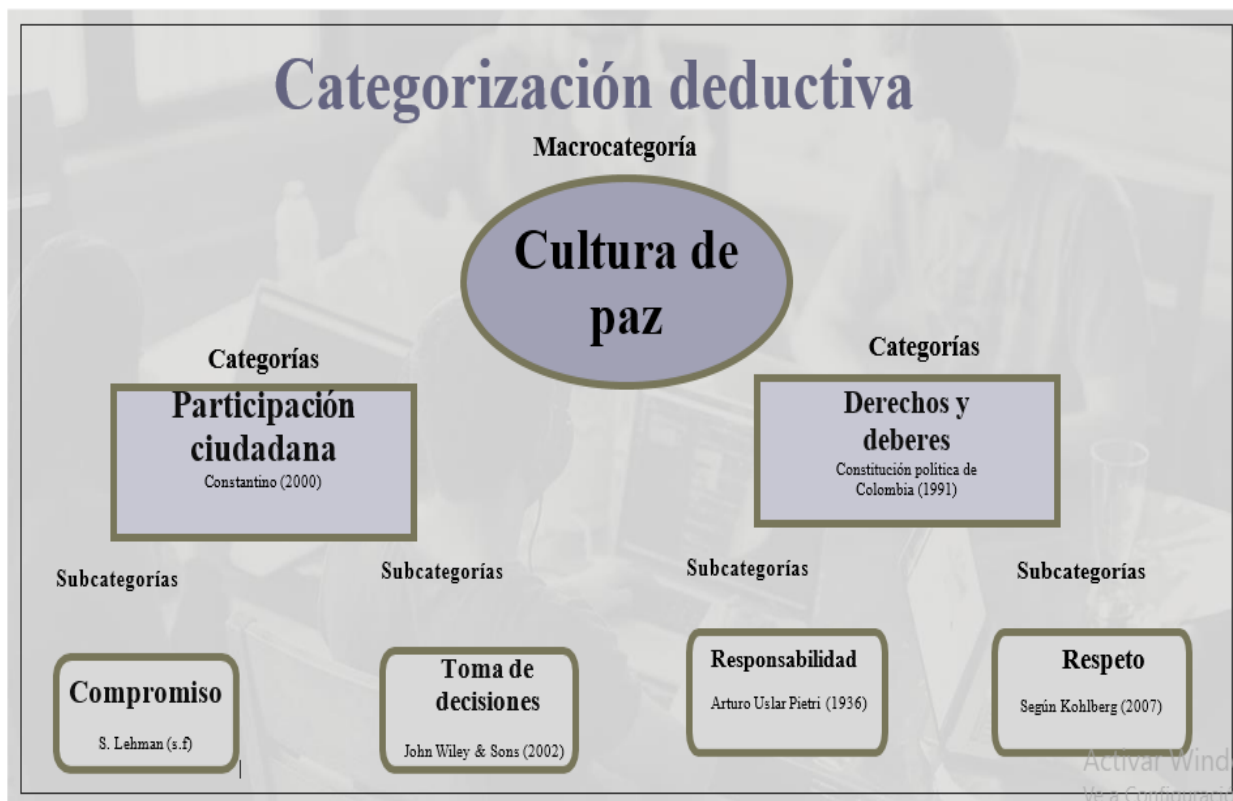 Categorización deductiva
Macrocategoría
Cultura de
paz
Categorías
Participación
ciudadana
Constantino (2000)
Categorías
Derechos y
deberes
Constitución política de
Colombia (1991)
Subcategorías
Subcategorías
Subcategorías
Subcategorías
Compromiso
S. Lehman (s.f)
Toma de
decisiones
John Wiley & Sons (2002)
Responsabilidad
Arturo Uslar Pietri (1936)
Respeto
Según Kohlberg (2007)
Activar Wind
Ve a Configuració